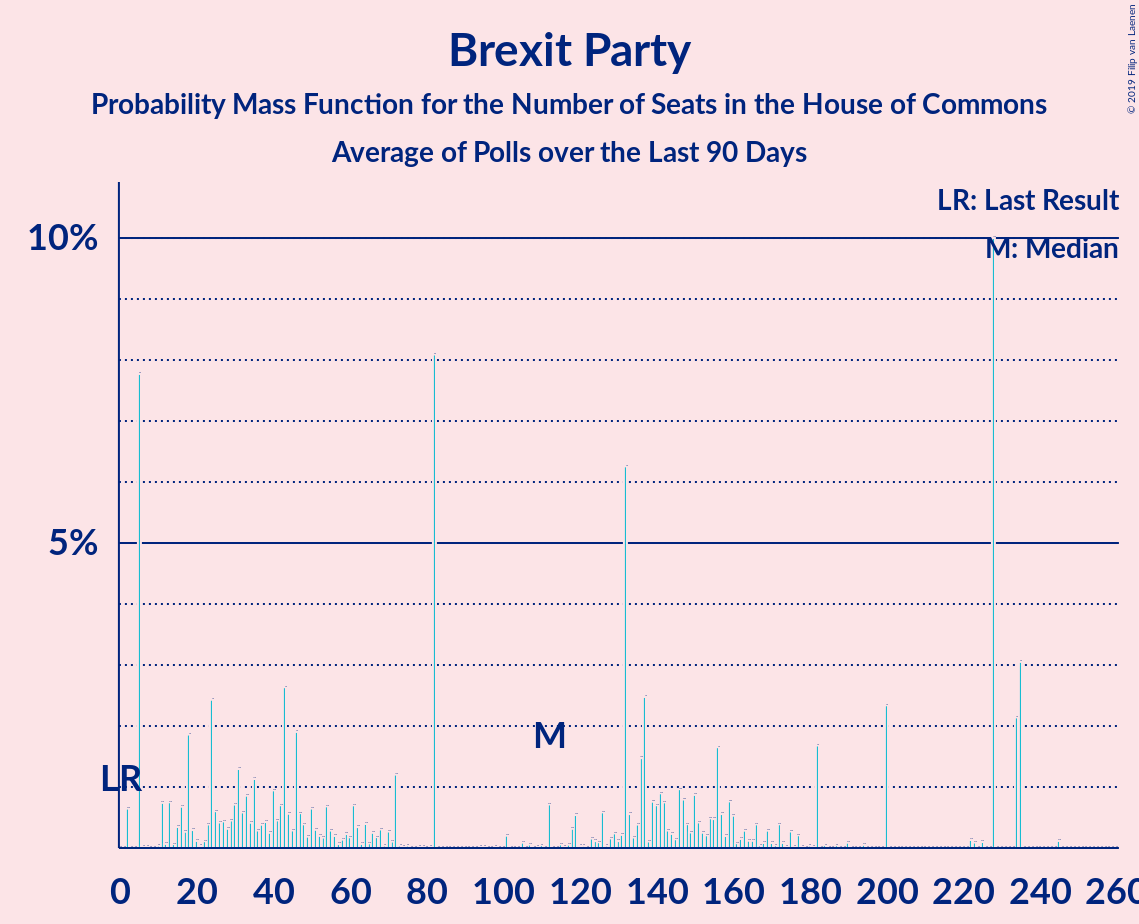 Brexit Party
Probability Mass Function for the Number of Seats in the House of Commons
Average of Polls over the Last 90 Days
© 2019 Filip van Laenen
LR: Last Result
M: Median
10%
5%
M
LR
0 20 40 60 80 100 120 140 160 180 200 220 240 260